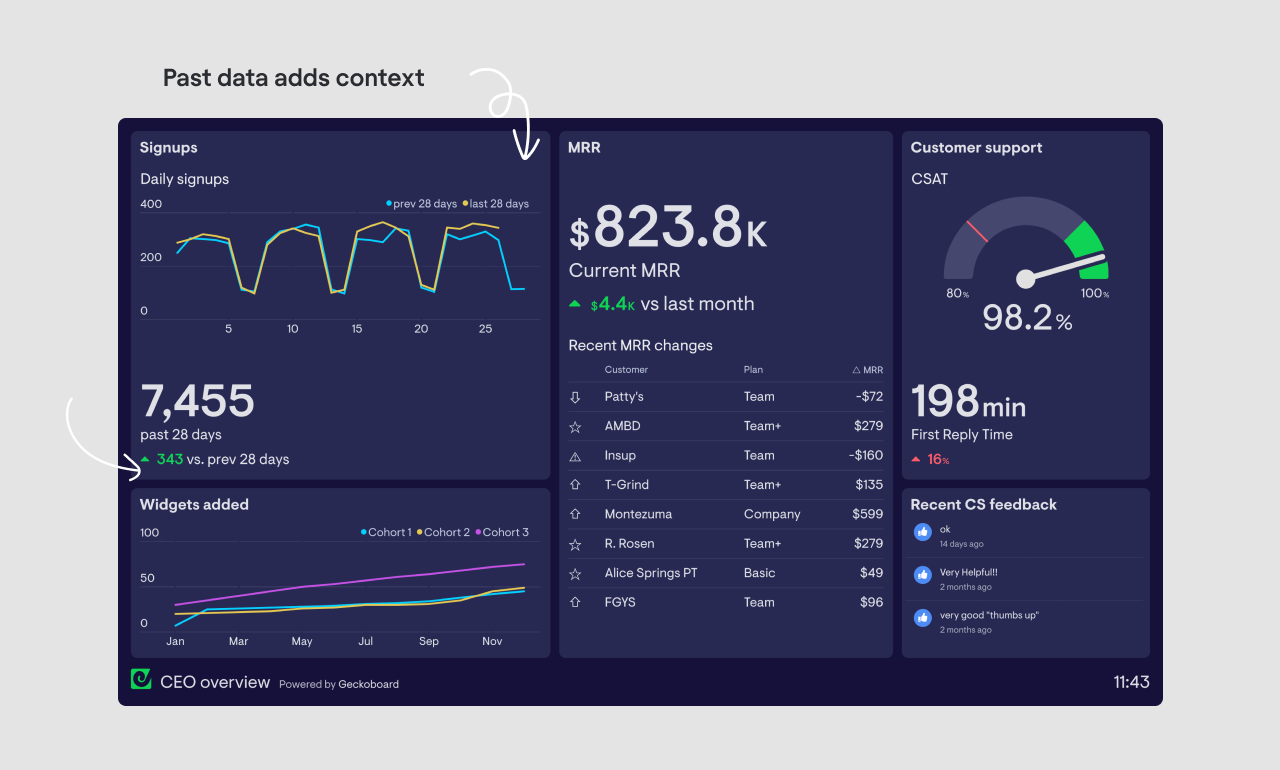 Past data adds context
Signups
Daily signups
prev 28 days last 28 days
400
200
0
5 10 15 20 25
7,455
past 28 days
343 vs. prev 28 days
Widgets added
Cohort 1 Cohort 2 Cohort 3
100
50
0
Jan Mar May Jul Sep Nov
MRR
$823.8K
Current MRR
$4.4K vs last month
Recent MRR changes
Customer Plan △ MRR
Patty's Team -$72
AMBD Team+ $279
Insup Team -$160
T-Grind Team+ $135
Montezuma Company $599
R. Rosen Team+ $279
Alice Springs PT Basic $49
FGYS Team $96
Customer support
CSAT
80% 100%
98.2%
198 min
First Reply Time
16%
Recent CS feedback
ok
14 days ago
Very Helpful!!
2 months ago
very good "thumbs up"
2 months ago
CEO overview Powered by Geckoboard
11:43